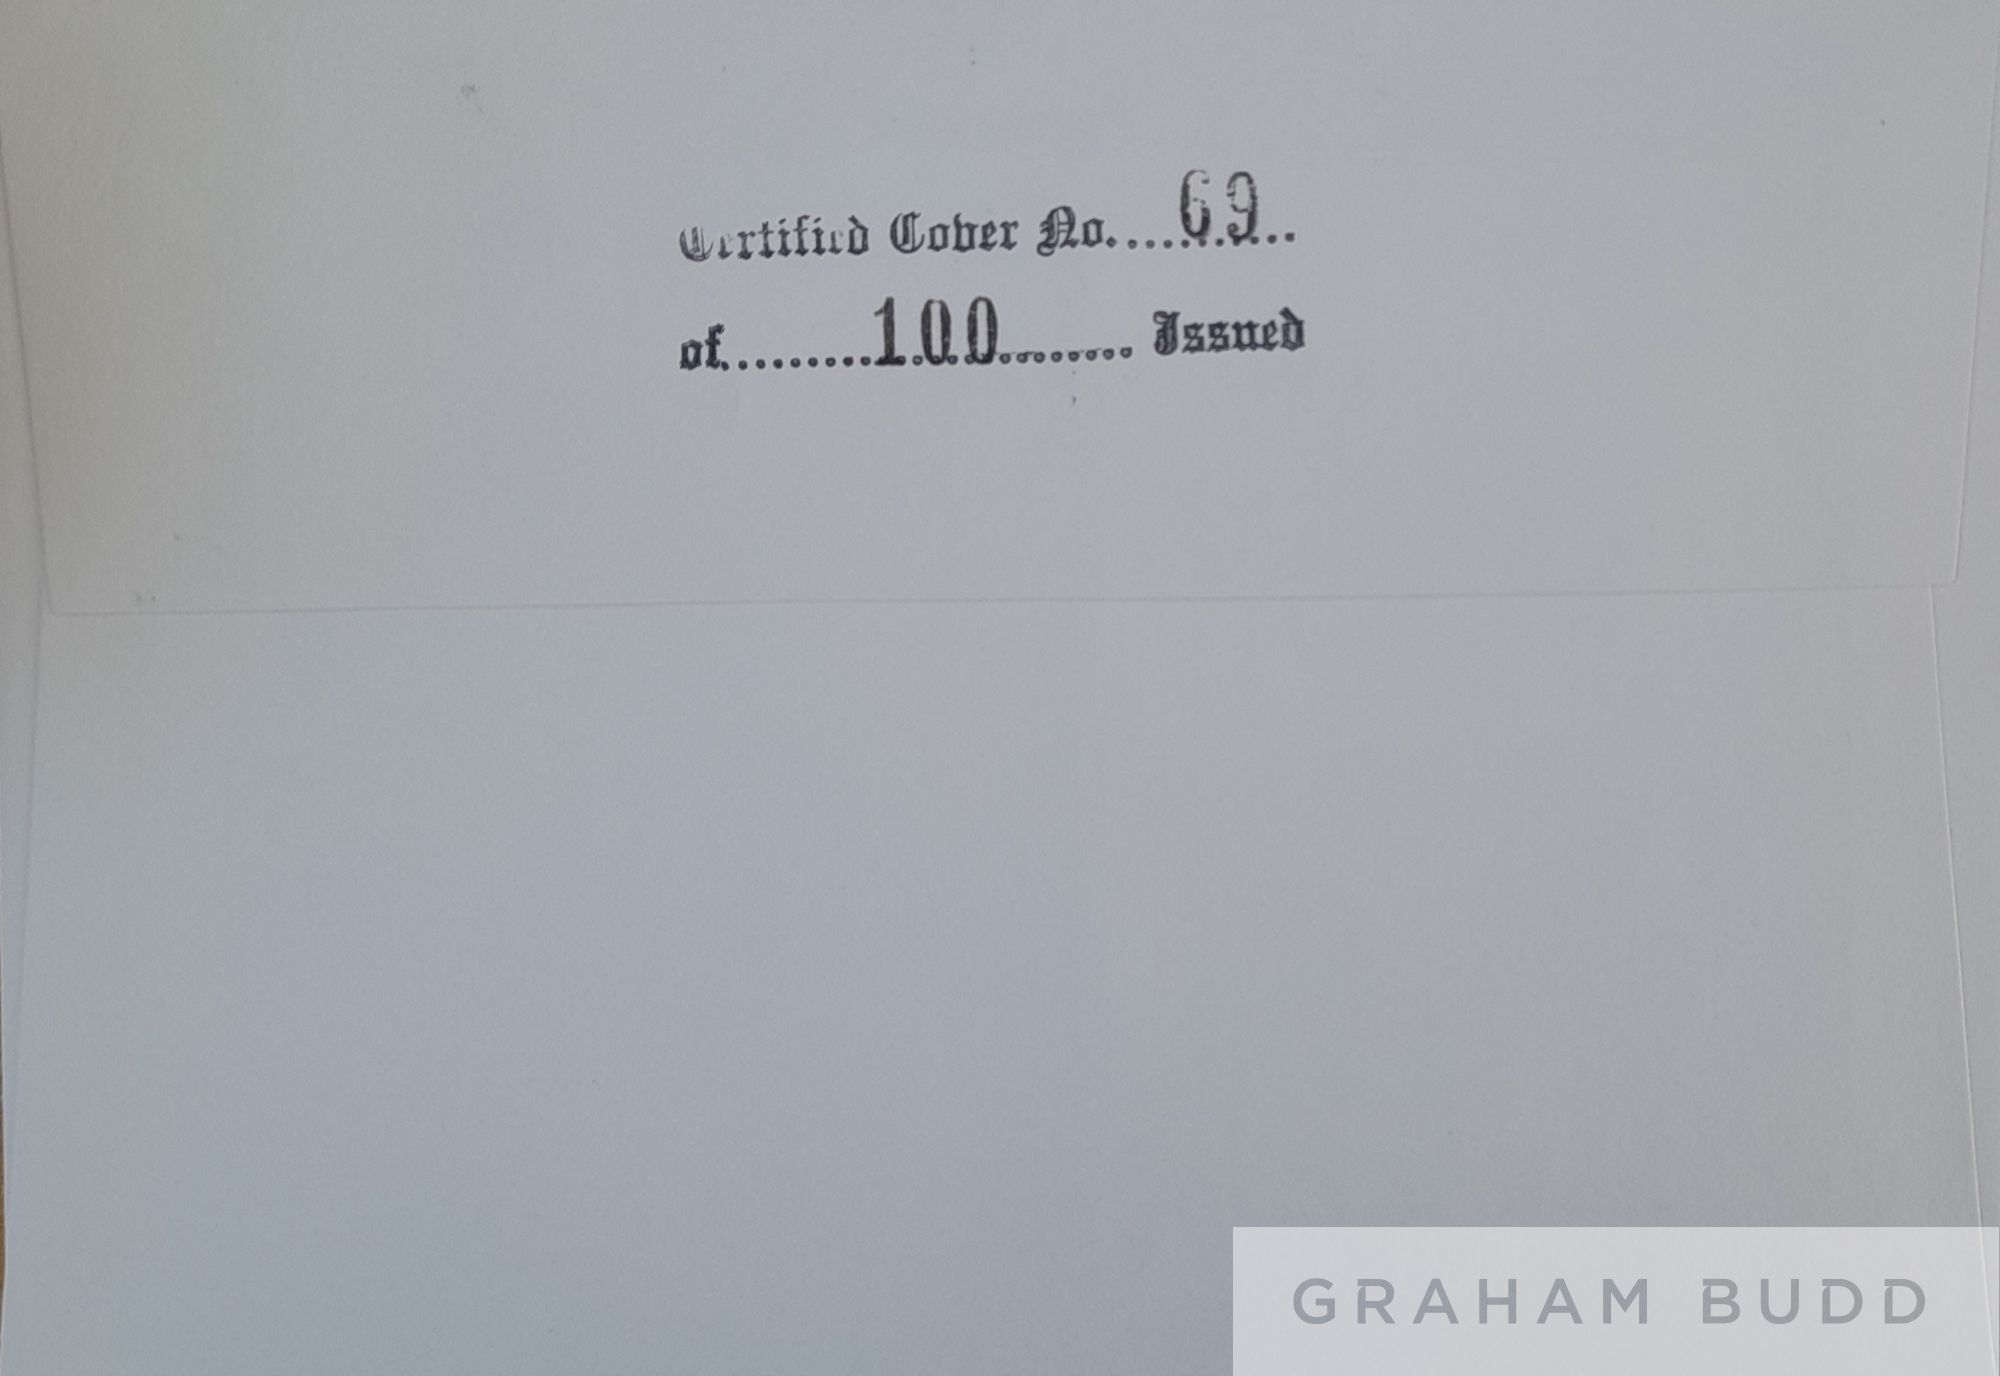 Certified Cover No.....69..
of.........100........ Issued
GRAHAM BUDD